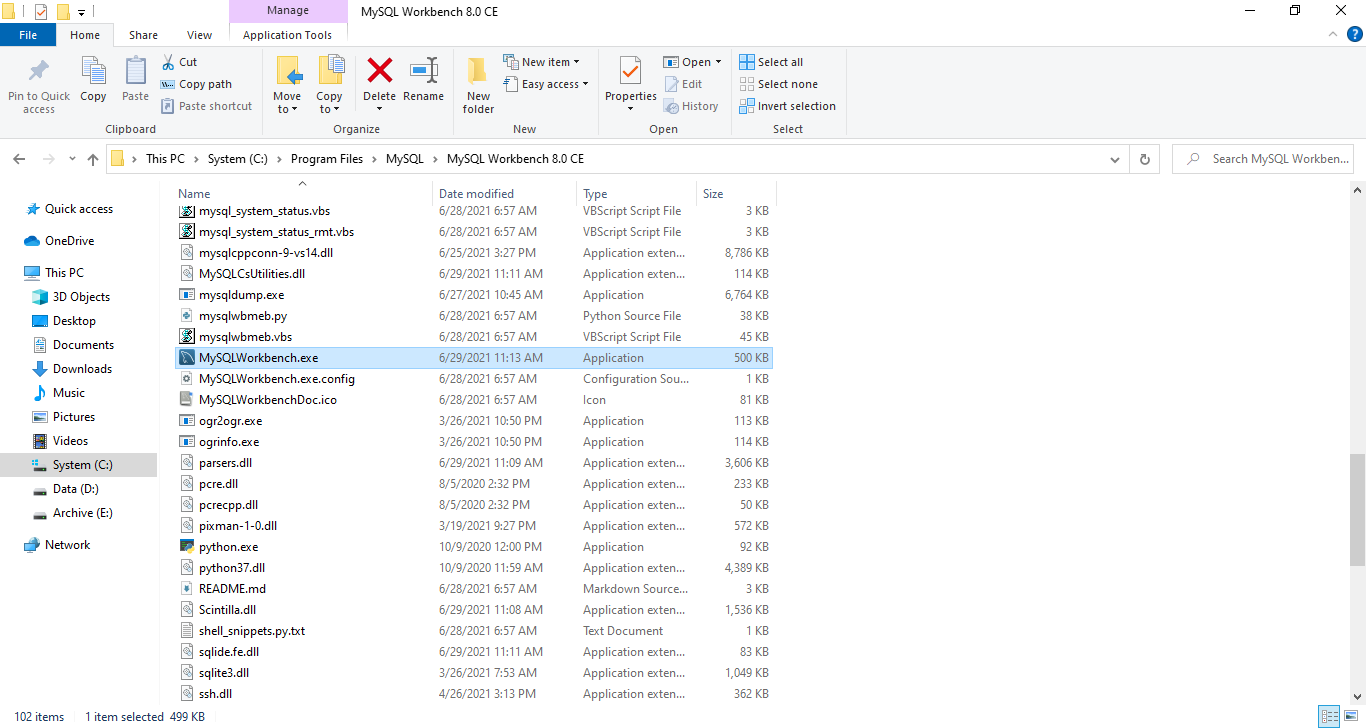 Manage
MySQL Workbench 8.0 CE
File Home Share View Application Tools
Pin to Quick access
Copy
Paste
Cut
Copy path
Paste shortcut
Clipboard
Move to
Copy to
Delete
Rename
Organize
New folder
New item
Easy access
New
Properties
Open
Edit
History
Open
Select all
Select none
Invert selection
Select
This PC > System (C:) > Program Files > MySQL > MySQL Workbench 8.0 CE
Search MySQL Workben...
Quick access
OneDrive
This PC
3D Objects
Desktop
Documents
Downloads
Music
Pictures
Videos
System (C:)
Data (D:)
Archive (E:)
Network
Name Date modified Type Size
mysql_system_status.vbs 6/28/2021 6:57 AM VBScript Script File 3 KB
mysql_system_status_rmt.vbs 6/28/2021 6:57 AM VBScript Script File 3 KB
mysqlcppconn-9-vs14.dll 6/25/2021 3:27 PM Application exten... 8,786 KB
MySQLCsUtilities.dll 6/29/2021 11:11 AM Application exten... 114 KB
mysqldump.exe 6/27/2021 10:45 AM Application 6,764 KB
mysqlwbmeb.py 6/28/2021 6:57 AM Python Source File 38 KB
mysqlwbmeb.vbs 6/28/2021 6:57 AM VBScript Script File 45 KB
MySQLWorkbench.exe 6/29/2021 11:13 AM Application 500 KB
MySQLWorkbench.exe.config 6/28/2021 6:57 AM Configuration Sou... 1 KB
MySQLWorkbenchDoc.ico 6/28/2021 6:57 AM Icon 81 KB
ogr2ogr.exe 3/26/2021 10:50 PM Application 113 KB
ogrinfo.exe 3/26/2021 10:50 PM Application 114 KB
parsers.dll 6/29/2021 11:09 AM Application exten... 3,606 KB
pcre.dll 8/5/2020 2:32 PM Application exten... 233 KB
pcrecpp.dll 8/5/2020 2:32 PM Application exten... 50 KB
pixman-1-0.dll 3/19/2021 9:27 PM Application exten... 572 KB
python.exe 10/9/2020 12:00 PM Application 92 KB
python37.dll 10/9/2020 11:59 AM Application exten... 4,389 KB
README.md 6/28/2021 6:57 AM Markdown Source... 3 KB
Scintilla.dll 6/29/2021 11:08 AM Application exten... 1,536 KB
shell_snippets.py.txt 6/28/2021 6:57 AM Text Document 1 KB
sqlide.fe.dll 6/29/2021 11:11 AM Application exten... 83 KB
sqlite3.dll 3/26/2021 7:53 AM Application exten... 1,049 KB
ssh.dll 4/26/2021 3:13 PM Application exten... 362 KB
102 items 1 item selected 499 KB